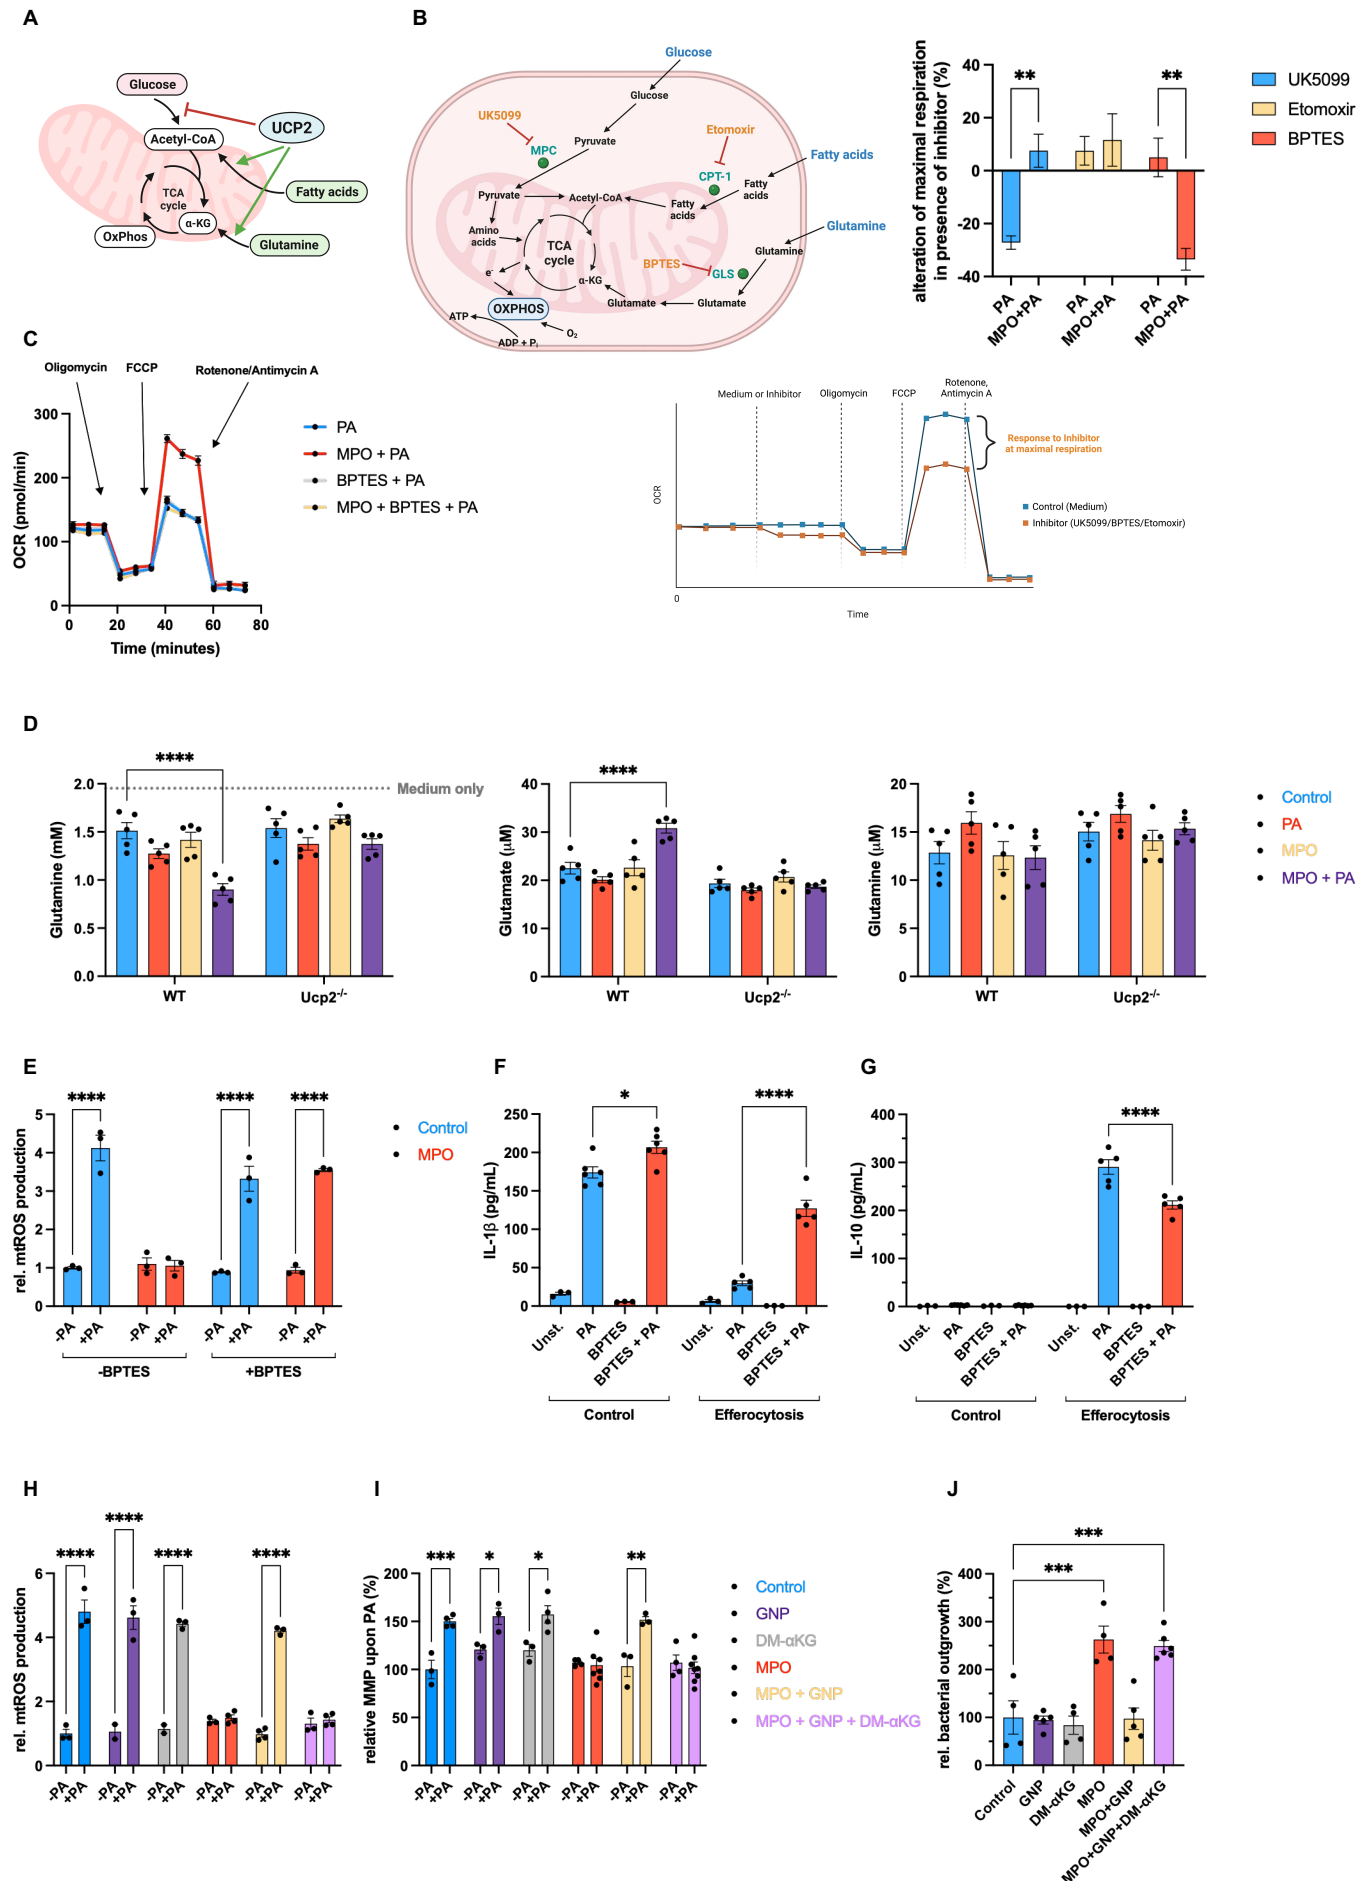 A
Glucose
UCP2
Acetyl-CoA
TCA
cycle
Fatty acids
α-KG
OxPhos
Glutamine
B
Glucose
Glucose
UK5099
MPC
Pyruvate
Etomoxir
CPT-1
Fatty acids
Fatty
acids
Pyruvate
Acetyl-CoA
Fatty
acids
Amino
acids
TCA
cycle
Glutamine
Glutamine
BPTES
GLS
e-
α-KG
OXPHOS
Glutamate
Glutamate
ATP
O2
ADP + Pi
alteration of maximal respiration
in presence of inhibitor (%)
40
20
0
-20
-40
**
**
PA
MPO+PA
PA
MPO+PA
PA
MPO+PA
UK5099
Etomoxir
BPTES
Medium or Inhibitor
Oligomycin
FCCP
Rotenone,
Antimycin A
Response to Inhibitor
at maximal respiration
OCR
Control (Medium)
Inhibitor (UK5099/BPTES/Etomoxir)
0
Time
C
Oligomycin
FCCP
Rotenone/Antimycin A
OCR (pmol/min)
300
200
100
0
0
20
40
60
80
Time (minutes)
PA
MPO + PA
BPTES + PA
MPO + BPTES + PA
D
Glutamine (mM)
2.0
1.5
1.0
0.5
0.0
****
Medium only
WT
Ucp2-/-
Glutamate (μM)
40
30
20
10
0
****
WT
Ucp2-/-
Glutamine (μM)
20
15
10
5
0
WT
Ucp2-/-
Control
PA
MPO
MPO + PA
E
rel. mtROS production
5
4
3
2
1
0
****
****
****
-PA
+PA
-PA
+PA
-PA
+PA
-PA
+PA
-BPTES
+BPTES
Control
MPO
F
IL-1β (pg/mL)
250
200
150
100
50
0
*
****
Unst.
PA
BPTES
BPTES + PA
Unst.
PA
BPTES
BPTES + PA
Control
Efferocytosis
G
IL-10 (pg/mL)
400
300
200
100
0
****
Unst.
PA
BPTES
BPTES + PA
Unst.
PA
BPTES
BPTES + PA
Control
Efferocytosis
H
rel. mtROS production
6
4
2
0
****
****
****
****
-PA
+PA
-PA
+PA
-PA
+PA
-PA
+PA
-PA
+PA
-PA
+PA
I
relative MMP upon PA (%)
200
150
100
50
0
***
*
*
**
-PA
+PA
-PA
+PA
-PA
+PA
-PA
+PA
-PA
+PA
-PA
+PA
Control
GNP
DM-αKG
MPO
MPO + GNP
MPO + GNP + DM-αKG
J
rel. bacterial outgrowth (%)
400
300
200
100
0
***
***
Control
GNP
DM-αKG
MPO
MPO+GNP
MPO+GNP+DM-αKG